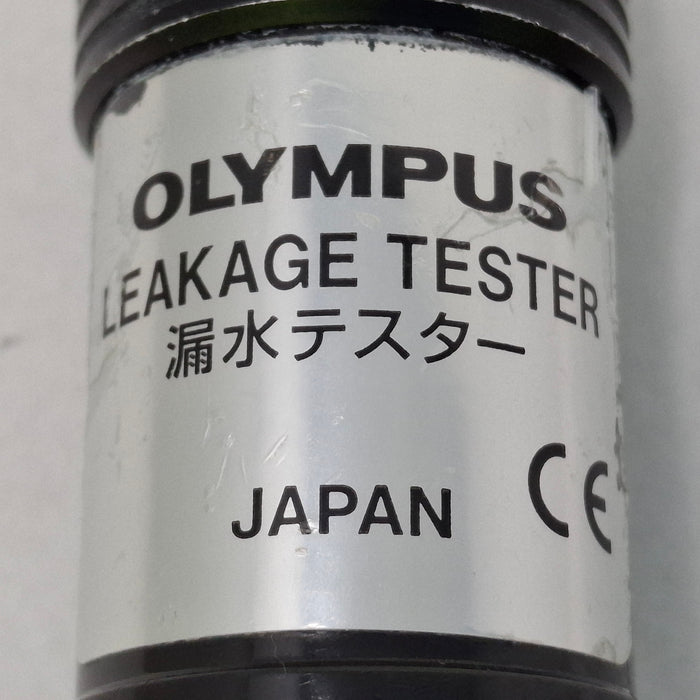 OLYMPUS
LEAKAGE TESTER
漏水テスター
JAPAN
CE